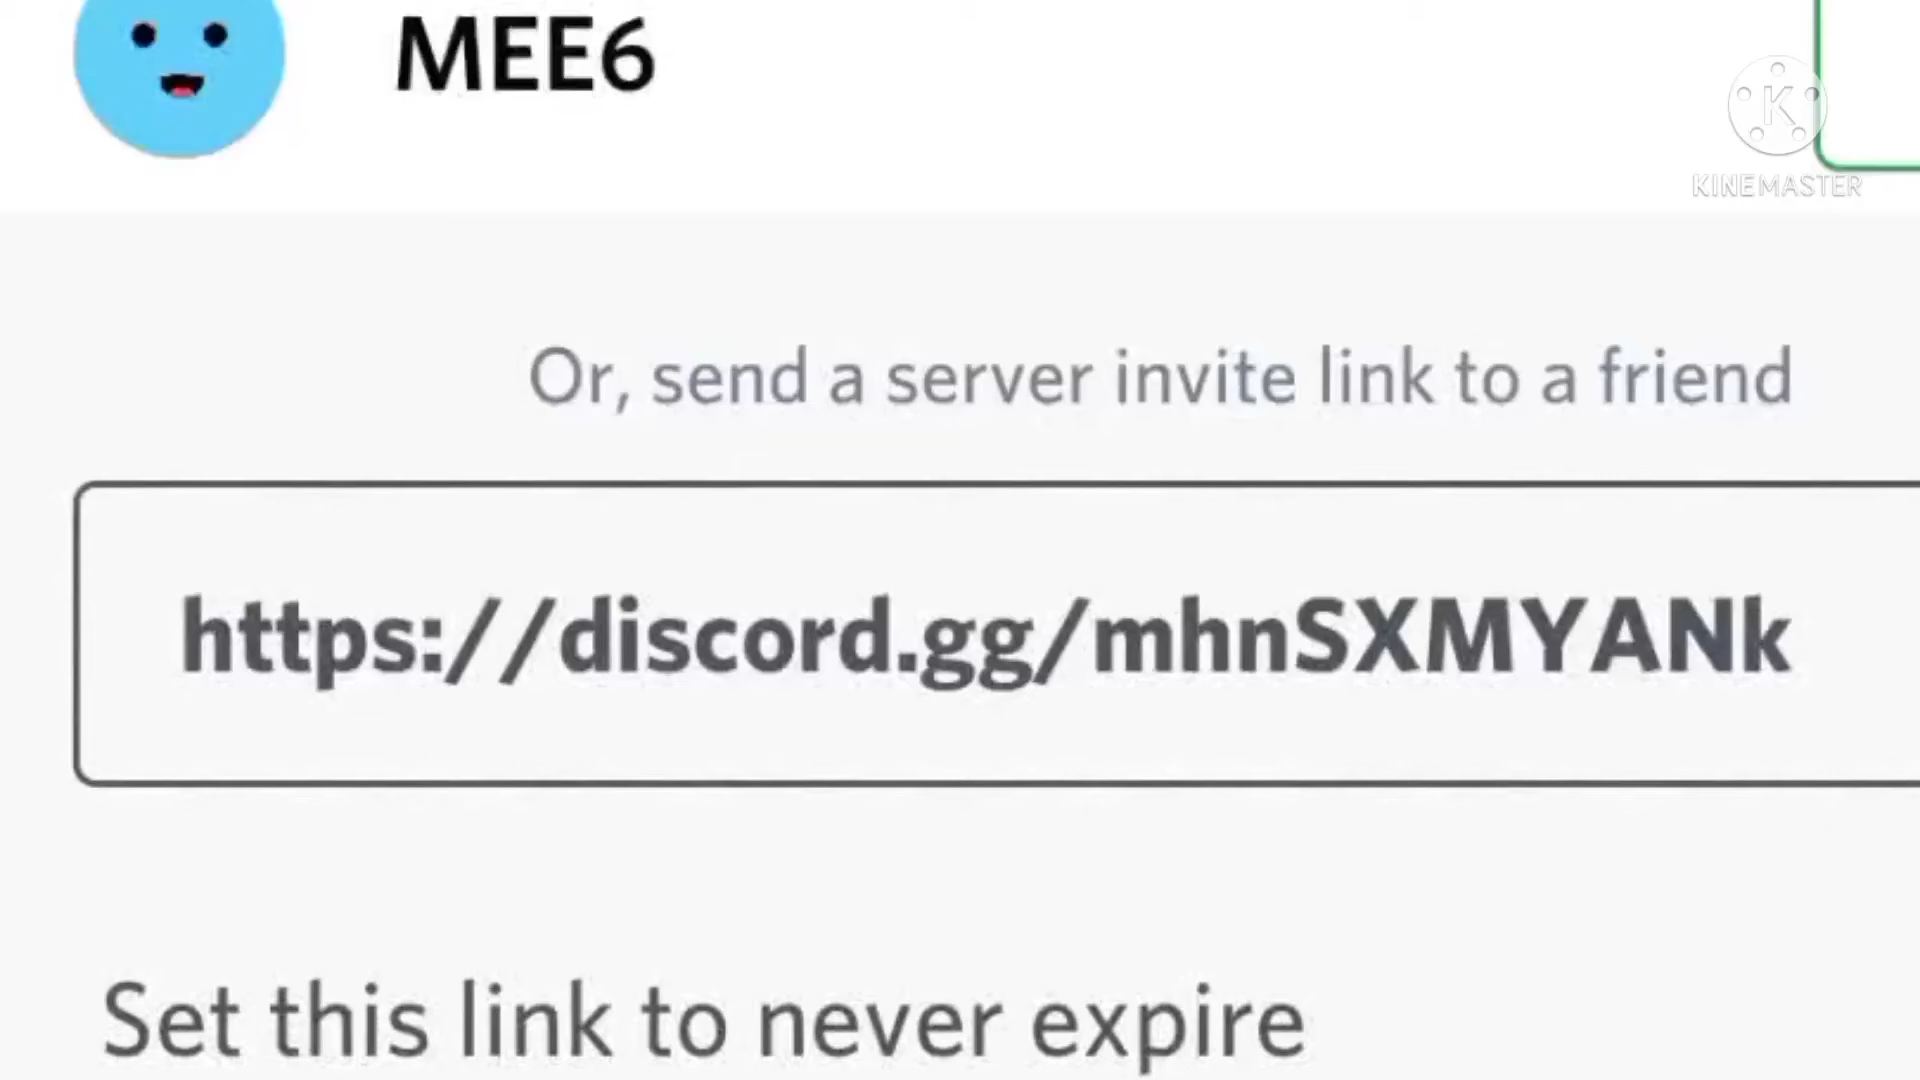 MEE6
K
KINEMASTER
Or, send a server invite link to a friend
https://discord.gg/mhnSXMYANk
Set this link to never expire